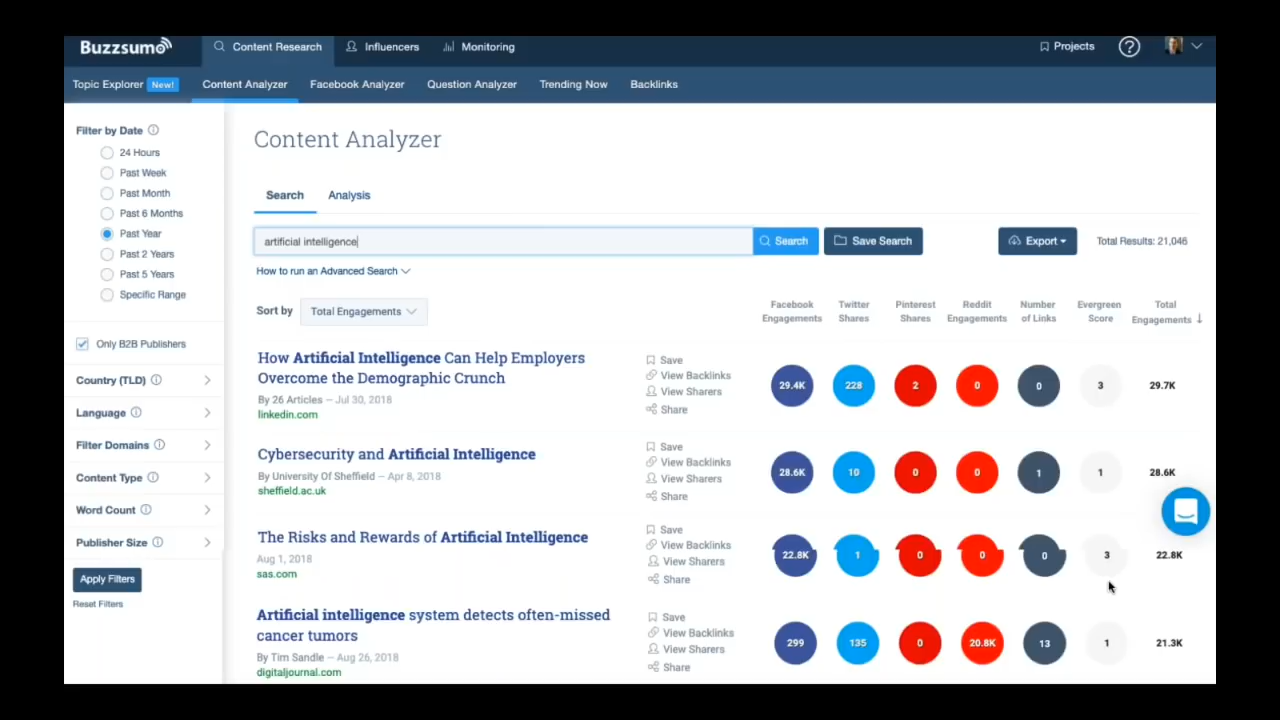 Buzzsumo Content Research Influencers Monitoring Projects ?
Topic Explorer New! Content Analyzer Facebook Analyzer Question Analyzer Trending Now Backlinks
Filter by Date
24 Hours
Past Week
Past Month
Past 6 Months
Past Year
Past 2 Years
Past 5 Years
Specific Range
Only B2B Publishers
Country (TLD)
Language
Filter Domains
Content Type
Word Count
Publisher Size
Apply Filters
Reset Filters
Content Analyzer
Search Analysis
artificial intelligence Search Save Search Export Total Results: 21,046
How to run an Advanced Search
Sort by Total Engagements
Facebook Engagements
Twitter Shares
Pinterest Shares
Reddit Engagements
Number of Links
Evergreen Score
Total Engagements
How Artificial Intelligence Can Help Employers
Overcome the Demographic Crunch
By 26 Articles – Jul 30, 2018
linkedin.com
Save
View Backlinks
View Sharers
Share
29.4K 228 2 0 0 3 29.7K
Cybersecurity and Artificial Intelligence
By University Of Sheffield – Apr 8, 2018
sheffield.ac.uk
Save
View Backlinks
View Sharers
Share
28.6K 10 0 0 1 1 28.6K
The Risks and Rewards of Artificial Intelligence
Aug 1, 2018
sas.com
Save
View Backlinks
View Sharers
Share
22.8K 1 0 0 0 3 22.8K
Artificial intelligence system detects often-missed
cancer tumors
By Tim Sandle – Aug 26, 2018
digitaljournal.com
Save
View Backlinks
View Sharers
Share
299 135 0 20.8K 13 1 21.3K